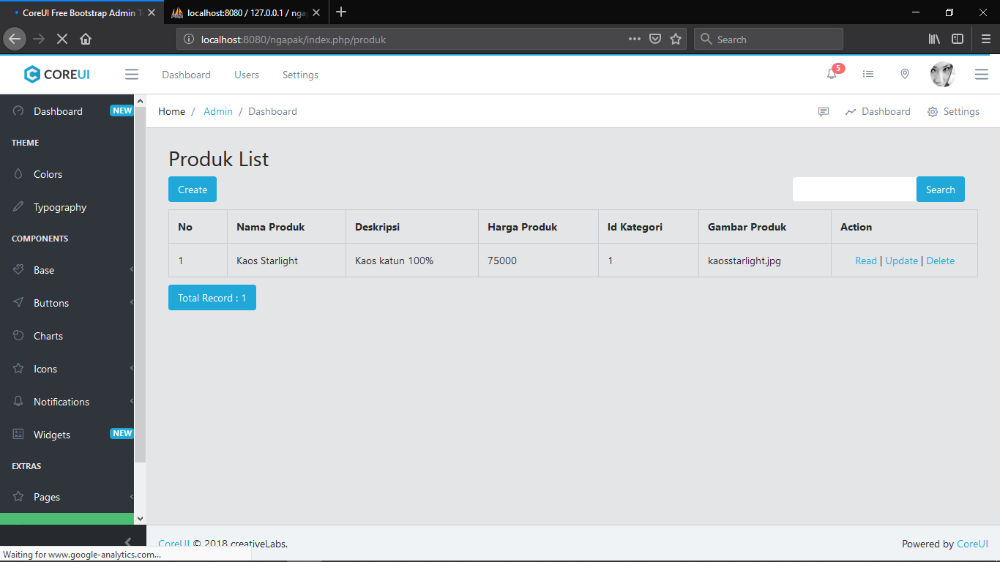 CoreUI Free Bootstrap Admin T
localhost:8080 / 127.0.0.1 / nga
localhost:8080/ngapak/index.php/produk
Search
COREUI
Dashboard Users Settings
5
Dashboard NEW
THEME
Colors
Typography
COMPONENTS
Base
Buttons
Charts
Icons
Notifications
Widgets NEW
EXTRAS
Pages
Home / Admin / Dashboard
Dashboard Settings
Produk List
Create
Search
No Nama Produk Deskripsi Harga Produk Id Kategori Gambar Produk Action
1 Kaos Starlight Kaos katun 100% 75000 1 kaosstarlight.jpg Read | Update | Delete
Total Record : 1
CoreUI © 2018 creativeLabs.
Powered by CoreUI
Waiting for www.google-analytics.com...